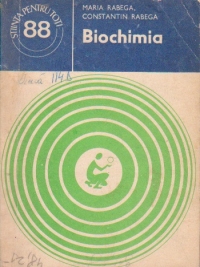 MARIA RABEGA,
CONSTANTIN RABEGA
ȘTIINȚA PENTRU TOȚI
88
Biochimia